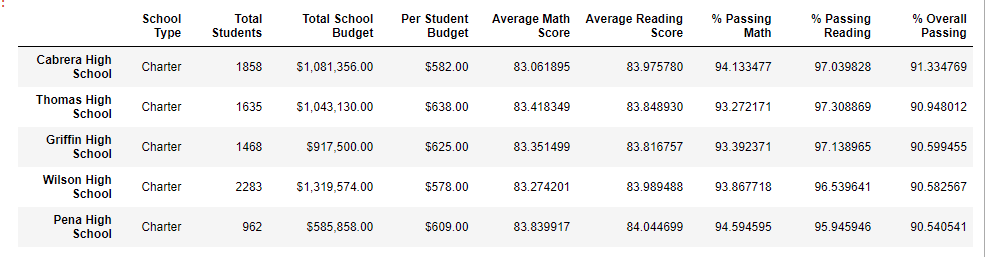 School Type Total Students Total School Budget Per Student Budget Average Math Score Average Reading Score % Passing Math % Passing Reading % Overall Passing
Cabrera High School Charter 1858 $1,081,356.00 $582.00 83.061895 83.975780 94.133477 97.039828 91.334769
Thomas High School Charter 1635 $1,043,130.00 $638.00 83.418349 83.848930 93.272171 97.308869 90.948012
Griffin High School Charter 1468 $917,500.00 $625.00 83.351499 83.816757 93.392371 97.138965 90.599455
Wilson High School Charter 2283 $1,319,574.00 $578.00 83.274201 83.989488 93.867718 96.539641 90.582567
Pena High School Charter 962 $585,858.00 $609.00 83.839917 84.044699 94.594595 95.945946 90.540541